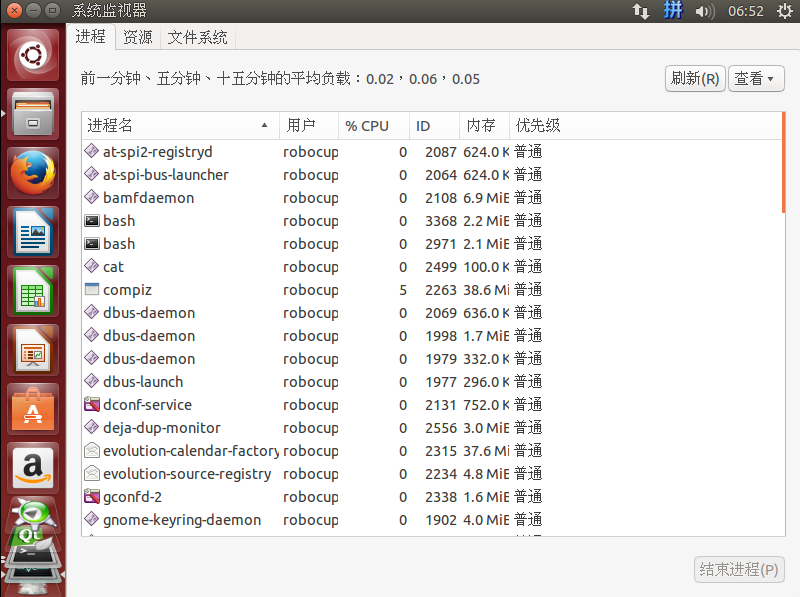 系统监视器 拼 06:52
进程 资源 文件系统
前一分钟、五分钟、十五分钟的平均负载：0.02，0.06，0.05 刷新(R) 查看
进程名 用户 % CPU ID 内存 优先级
at-spi2-registryd robocup 0 2087 624.0 K 普通
at-spi-bus-launcher robocup 0 2064 624.0 K 普通
bamfdaemon robocup 0 2108 6.9 MiB 普通
bash robocup 0 3368 2.2 MiB 普通
bash robocup 0 2971 2.1 MiB 普通
cat robocup 0 2499 100.0 K 普通
compiz robocup 5 2263 38.6 Mi 普通
dbus-daemon robocup 0 2069 636.0 K 普通
dbus-daemon robocup 0 1998 1.7 MiB 普通
dbus-daemon robocup 0 1979 332.0 K 普通
dbus-launch robocup 0 1977 296.0 K 普通
dconf-service robocup 0 2131 752.0 K 普通
deja-dup-monitor robocup 0 2556 3.0 MiB 普通
evolution-calendar-factory robocup 0 2315 37.6 Mi 普通
evolution-source-registry robocup 0 2234 4.8 MiB 普通
gconfd-2 robocup 0 2338 1.6 MiB 普通
gnome-keyring-daemon robocup 0 1902 4.0 MiB 普通
a
Qt
结束进程(P)